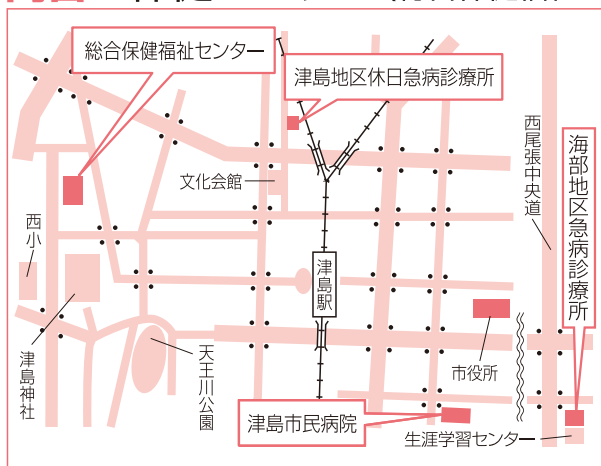 総合保健福祉センター
津島地区休日急病診療所
西尾張中央道
海部地区急病診療所
文化会館
西小
津島駅
市役所
津島神社
天王川公園
津島市民病院
生涯学習センター